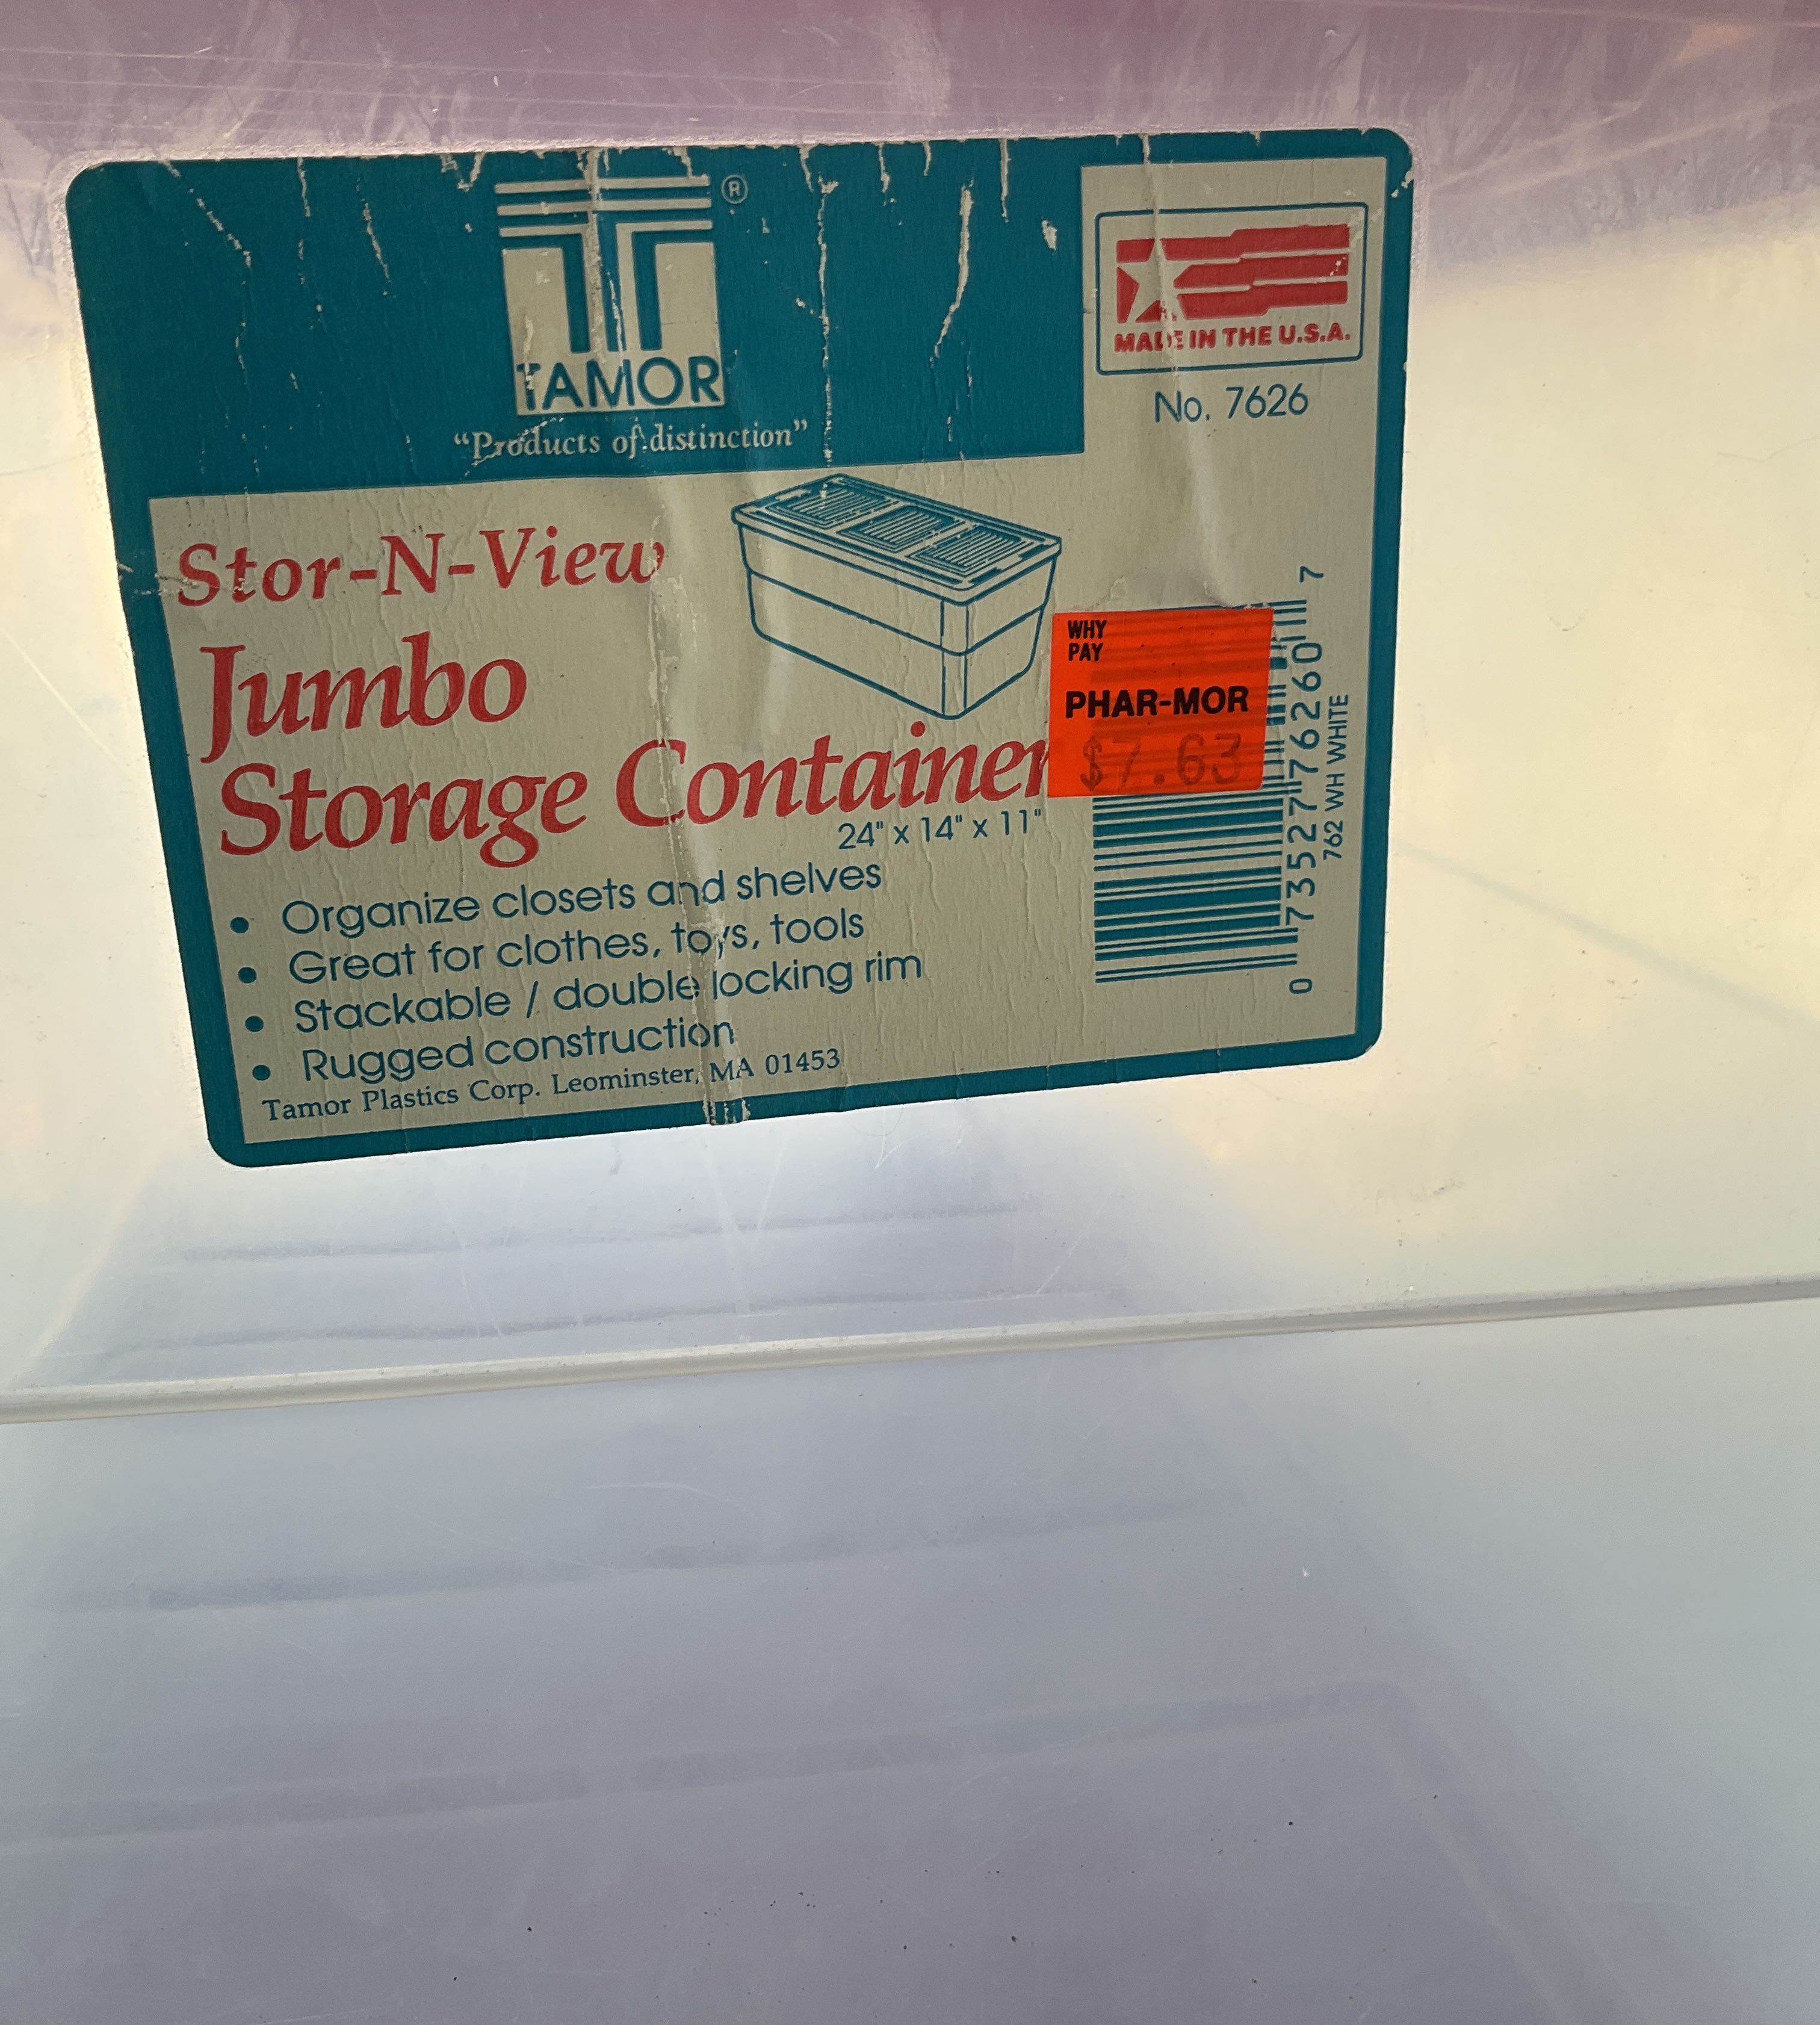 ®
TAMOR
“Products of distinction”
MADE IN THE U.S.A.
No. 7626
Stor-N-View
Jumbo
Storage Container
24" x 14" x 11"
WHY
PAY
PHAR-MOR
$7.63
• Organize closets and shelves
• Great for clothes, toys, tools
• Stackable / double locking rim
• Rugged construction
Tamor Plastics Corp. Leominster, MA 01453
0 73527 76260 7
762 WH WHITE